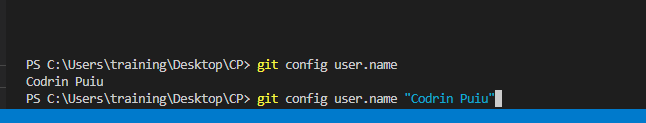 PS C:\Users\training\Desktop\CP> git config user.name
Codrin Puiu
PS C:\Users\training\Desktop\CP> git config user.name "Codrin Puiu"